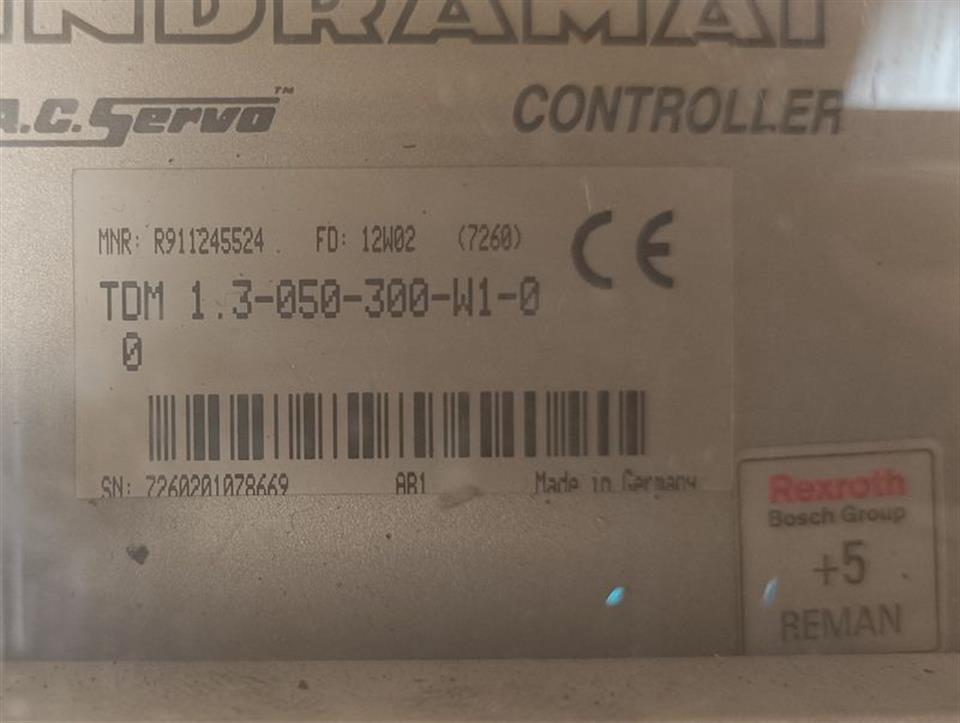 INDRAMAT
A.C. Servo™
CONTROLLER
MNR: R911245524 FD: 12W02 (7260)
TDM 1.3-050-300-W1-0
0
CE
SN: 7260201078669 AB1 Made in Germany
Rexroth
Bosch Group
+5
REMAN